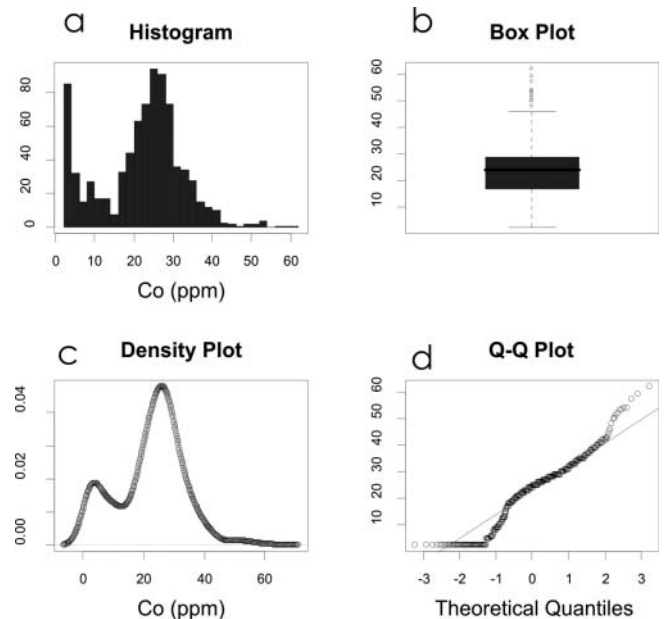 a
Histogram
0 20 40 60 80
0 10 20 30 40 50 60
Co (ppm)
b
Box Plot
10 20 30 40 50 60
c
Density Plot
0.00 0.02 0.04
0 20 40 60
Co (ppm)
d
Q-Q Plot
10 20 30 40 50 60
-3 -2 -1 0 1 2 3
Theoretical Quantiles